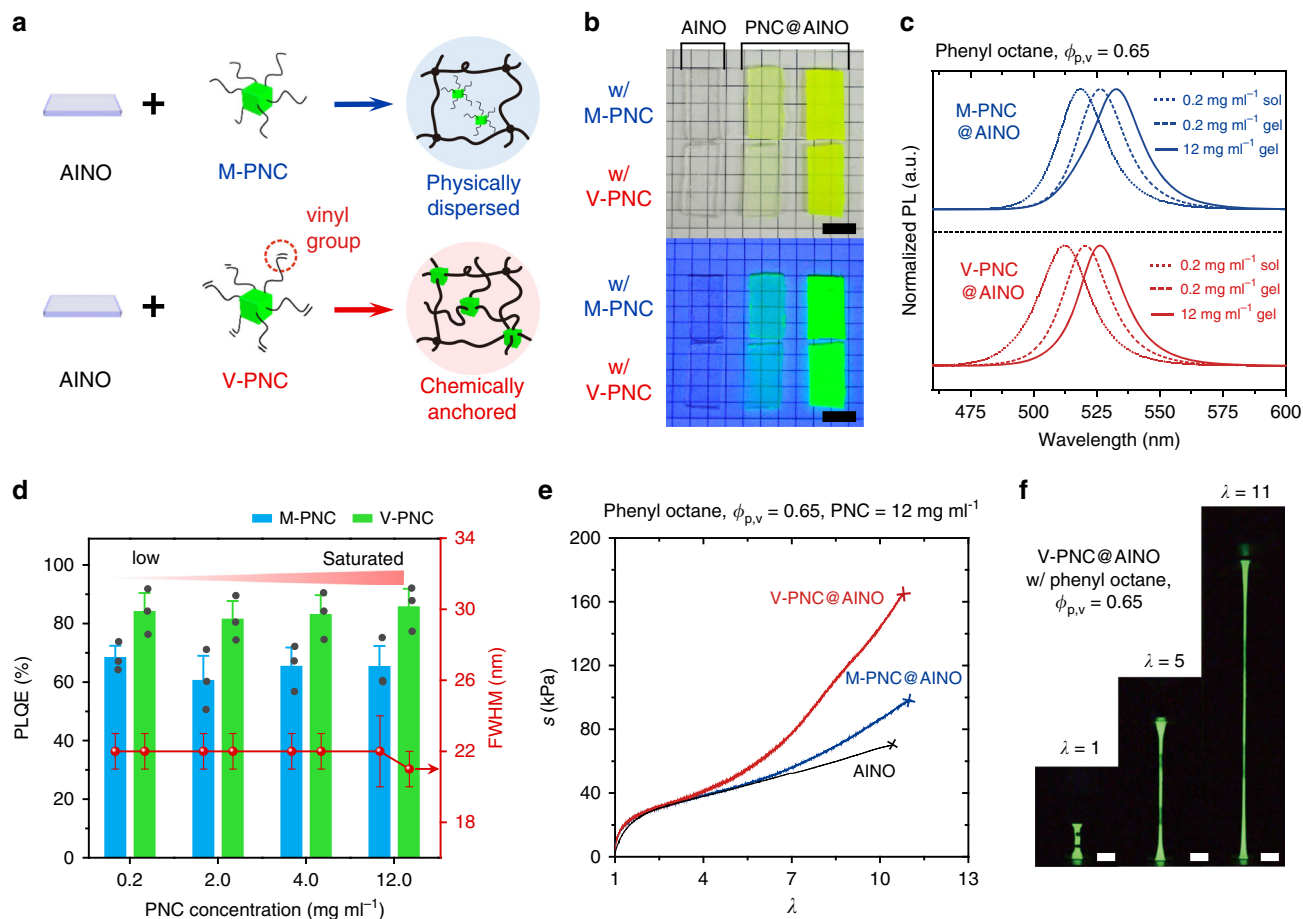 a
AINO
+
M-PNC
Physically
dispersed
vinyl
group
AINO
+
V-PNC
Chemically
anchored
b
AINO
PNC@AINO
w/
M-PNC
w/
V-PNC
w/
M-PNC
w/
V-PNC
c
Phenyl octane, ϕp,v = 0.65
M-PNC
@AINO
0.2 mg ml⁻¹ sol
0.2 mg ml⁻¹ gel
12 mg ml⁻¹ gel
V-PNC
@AINO
0.2 mg ml⁻¹ sol
0.2 mg ml⁻¹ gel
12 mg ml⁻¹ gel
Normalized PL (a.u.)
475 500 525 550 575 600
Wavelength (nm)
d
M-PNC V-PNC
low
Saturated
PLQE (%)
100
80
60
40
20
0
FWHM (nm)
34
30
26
22
18
0.2 2.0 4.0 12.0
PNC concentration (mg ml⁻¹)
e
Phenyl octane, ϕp,v = 0.65, PNC = 12 mg ml⁻¹
s (kPa)
200
160
120
80
40
0
V-PNC@AINO
M-PNC@AINO
AINO
1 4 7 10 13
λ
f
λ = 11
V-PNC@AINO
w/ phenyl octane,
ϕp,v = 0.65
λ = 5
λ = 1